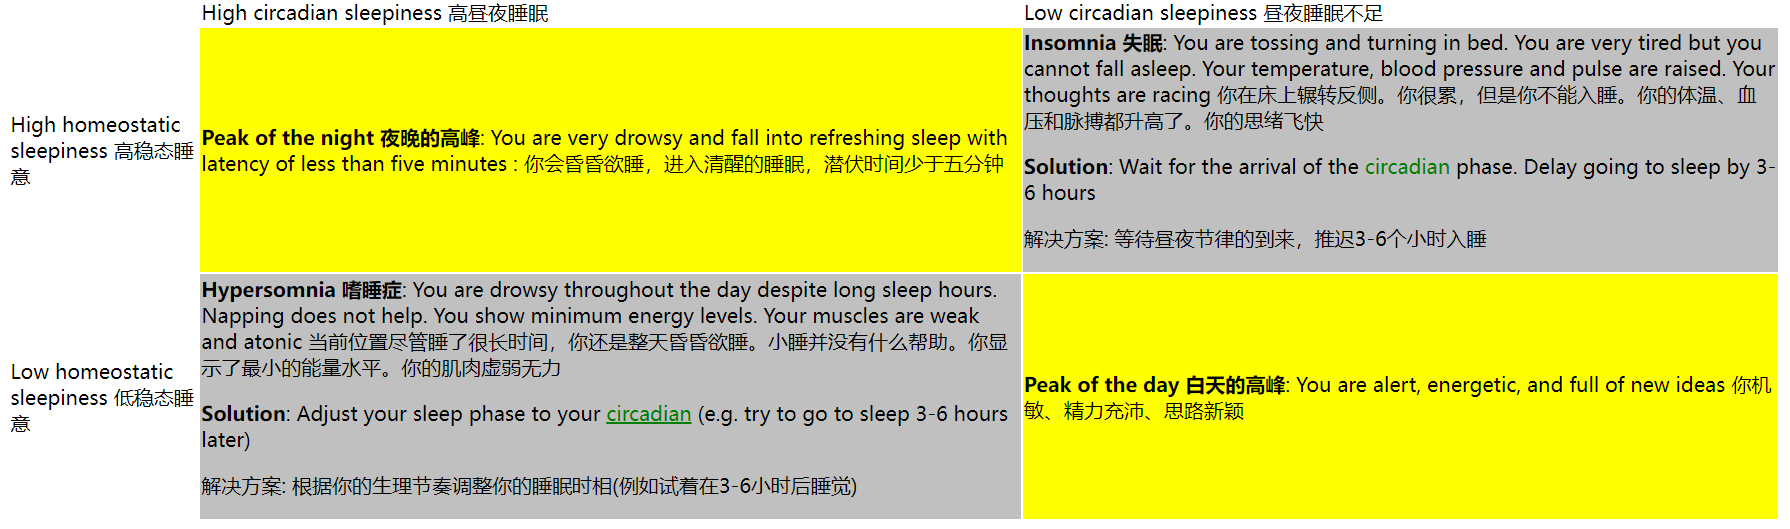 High circadian sleepiness 高昼夜睡眠
Low circadian sleepiness 昼夜睡眠不足
High homeostatic
sleepiness 高稳态睡
意
Peak of the night 夜晚的高峰: You are very drowsy and fall into refreshing sleep with
latency of less than five minutes : 你会昏昏欲睡，进入清醒的睡眠，潜伏时间少于五分钟
Insomnia 失眠: You are tossing and turning in bed. You are very tired but you
cannot fall asleep. Your temperature, blood pressure and pulse are raised. Your
thoughts are racing 你在床上辗转反侧。你很累，但是你不能入睡。你的体温、血
压和脉搏都升高了。你的思绪飞快
Solution: Wait for the arrival of the circadian phase. Delay going to sleep by 3-
6 hours
解决方案: 等待昼夜节律的到来，推迟3-6个小时入睡
Low homeostatic
sleepiness 低稳态睡
意
Hypersomnia 嗜睡症: You are drowsy throughout the day despite long sleep hours.
Napping does not help. You show minimum energy levels. Your muscles are weak
and atonic 当前位置尽管睡了很长时间，你还是整天昏昏欲睡。小睡并没有什么帮助。你显
示了最小的能量水平。你的肌肉虚弱无力
Solution: Adjust your sleep phase to your circadian (e.g. try to go to sleep 3-6 hours
later)
解决方案: 根据你的生理节奏调整你的睡眠时相(例如试着在3-6小时后睡觉)
Peak of the day 白天的高峰: You are alert, energetic, and full of new ideas 你机
敏、精力充沛、思路新颖